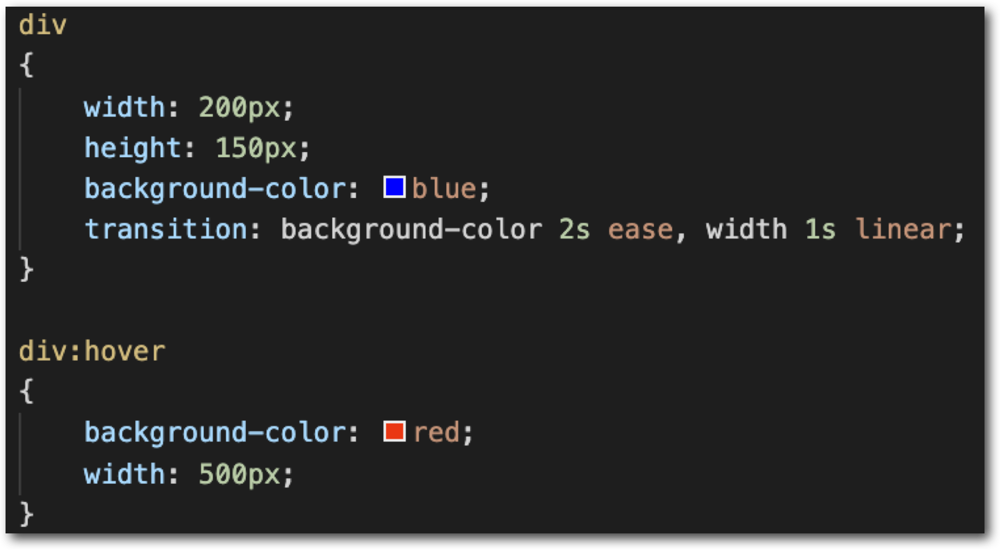 div
{
    width: 200px;
    height: 150px;
    background-color: blue;
    transition: background-color 2s ease, width 1s linear;
}

div:hover
{
    background-color: red;
    width: 500px;
}